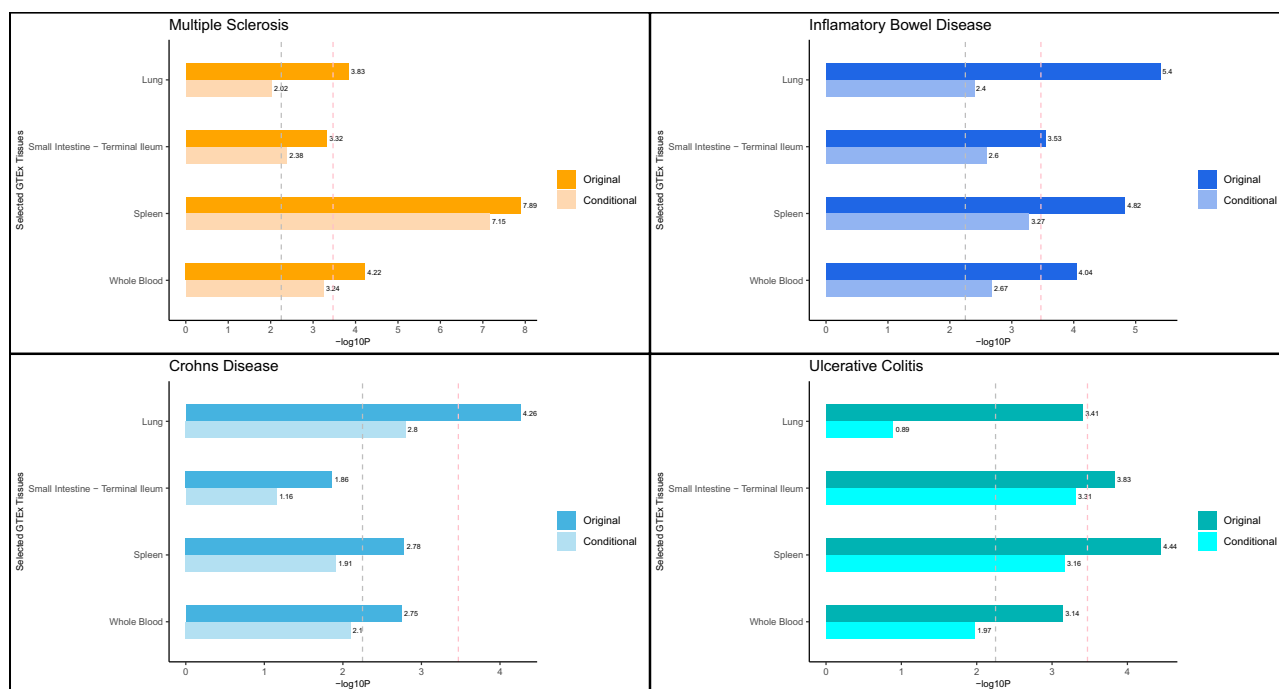 Multiple Sclerosis
Selected GTEx Tissues
Lung
3.83
2.02
Small Intestine − Terminal Ileum
3.32
2.38
Spleen
7.89
7.15
Whole Blood
4.22
3.24
Original
Conditional
0 1 2 3 4 5 6 7 8
−log10P
Inflamatory Bowel Disease
Selected GTEx Tissues
Lung
5.4
2.4
Small Intestine − Terminal Ileum
3.53
2.6
Spleen
4.82
3.27
Whole Blood
4.04
2.67
Original
Conditional
0 1 2 3 4 5
−log10P
Crohns Disease
Selected GTEx Tissues
Lung
4.26
2.8
Small Intestine − Terminal Ileum
1.86
1.16
Spleen
2.78
1.91
Whole Blood
2.75
2.1
Original
Conditional
0 1 2 3 4
−log10P
Ulcerative Colitis
Selected GTEx Tissues
Lung
3.41
0.89
Small Intestine − Terminal Ileum
3.83
3.31
Spleen
4.44
3.16
Whole Blood
3.14
1.97
Original
Conditional
0 1 2 3 4
−log10P